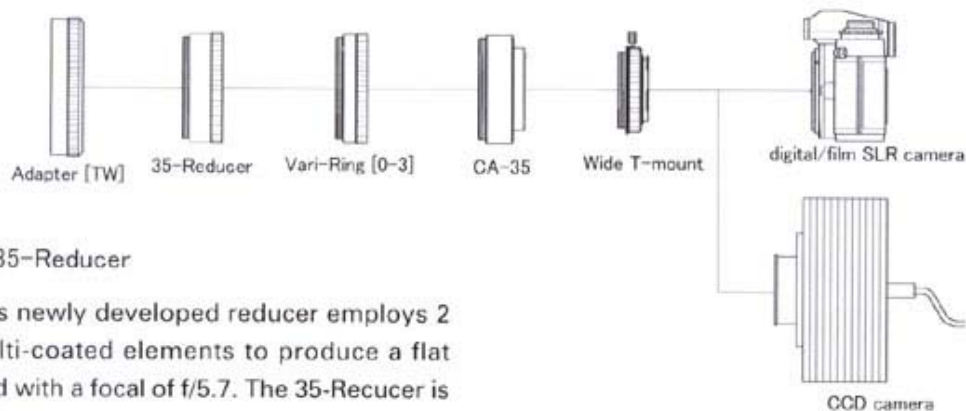 Adapter [TW]
35-Reducer
Vari-Ring [0-3]
CA-35
Wide T-mount
digital/film SLR camera
35-Reducer
s newly developed reducer employs 2
lti-coated elements to produce a flat
d with a focal of f/5.7. The 35-Recucer is
CCD camera